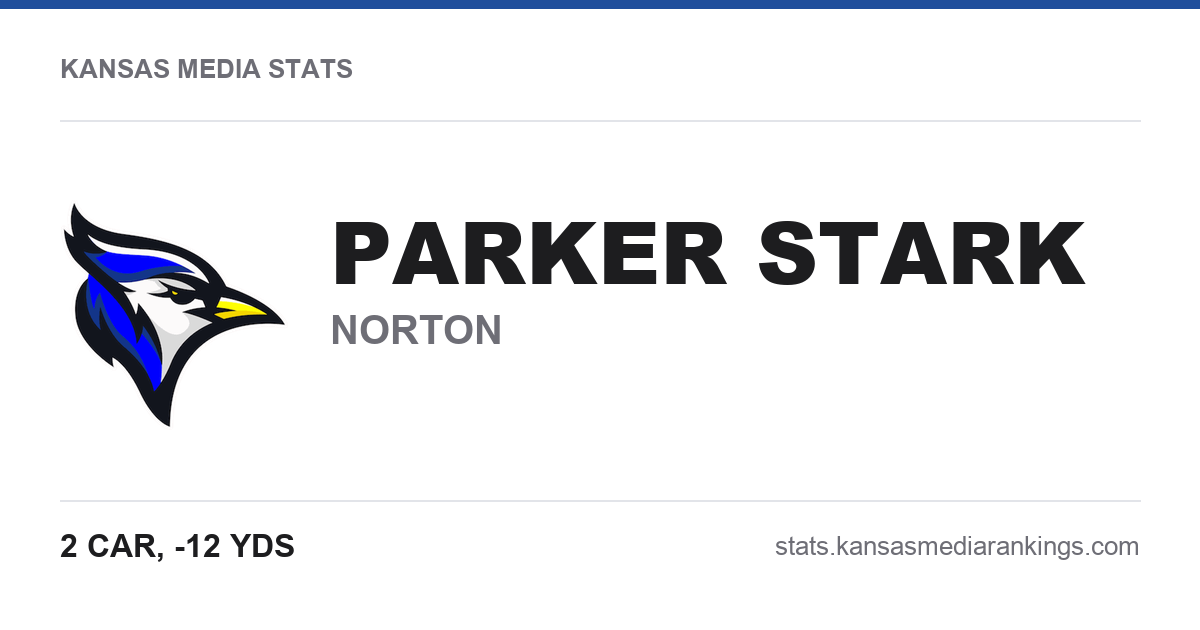 KANSAS MEDIA STATS
PARKER STARK
NORTON
2 CAR, -12 YDS
stats.kansasmediarankings.com